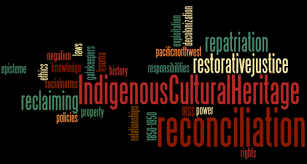 exploitation
decolonization
pacificnorthwest
repatriation
laws
negation
gatekeepers
episteme
ethics
knowledge
history
responsibilities
restorativejustice
socialnorms
IndigenousCulturalHeritage
reclaiming
property
policies
relationships
1850-1950
power
reconciliation
rights